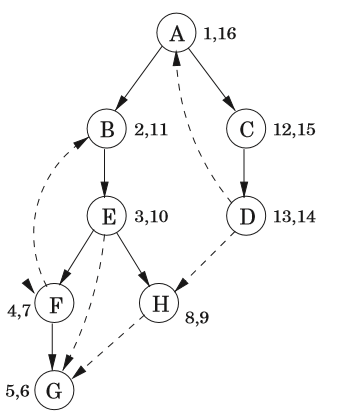 A 1,16
B 2,11
C 12,15
E 3,10
D 13,14
F 4,7
H 8,9
G 5,6